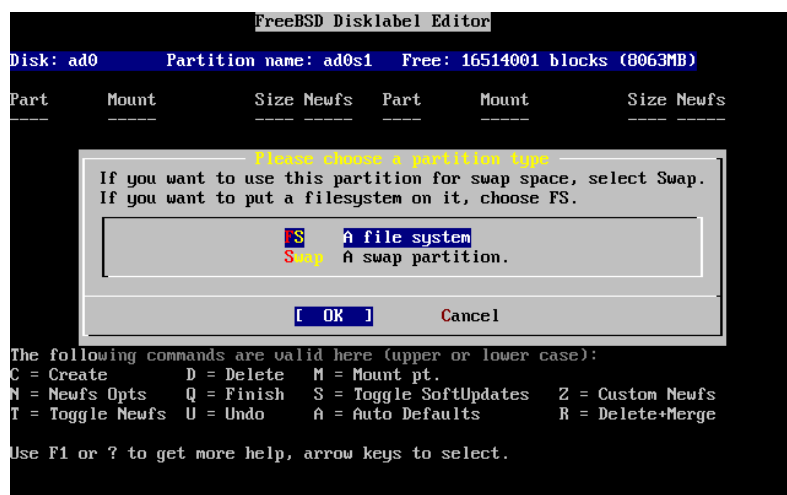 FreeBSD Disklabel Editor
Disk: ad0 Partition name: ad0s1 Free: 16514001 blocks (8063MB)
Part Mount Size Newfs Part Mount Size Newfs
---- ----- ---- ----- ---- ----- ---- -----
Please choose a partition type
If you want to use this partition for swap space, select Swap.
If you want to put a filesystem on it, choose FS.
FS A file system
Swap A swap partition.
[ OK ] Cancel
The following commands are valid here (upper or lower case):
C = Create D = Delete M = Mount pt.
N = Newfs Opts Q = Finish S = Toggle SoftUpdates Z = Custom Newfs
T = Toggle Newfs U = Undo A = Auto Defaults R = Delete+Merge
Use F1 or ? to get more help, arrow keys to select.